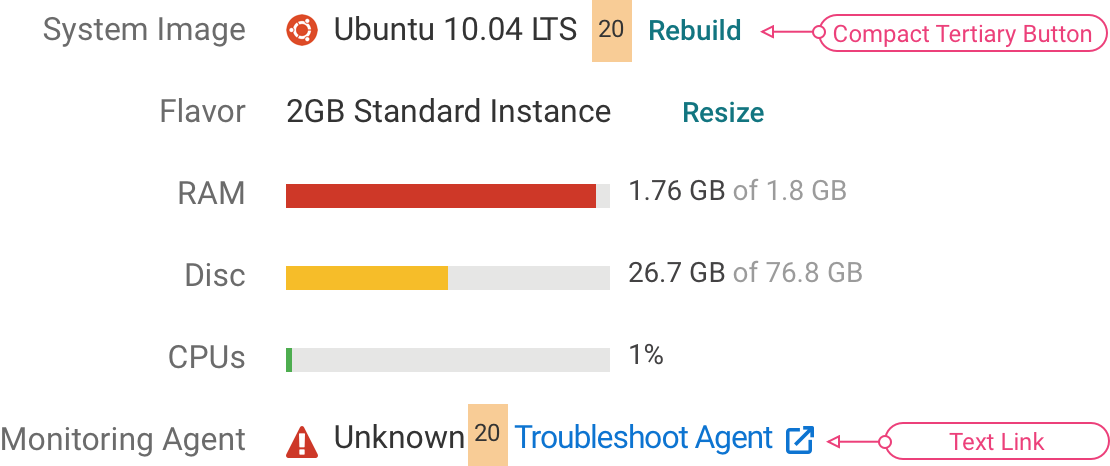 System Image Ubuntu 10.04 LTS 20 Rebuild Compact Tertiary Button
Flavor 2GB Standard Instance Resize
RAM 1.76 GB of 1.8 GB
Disc 26.7 GB of 76.8 GB
CPUs 1%
Monitoring Agent Unknown 20 Troubleshoot Agent Text Link